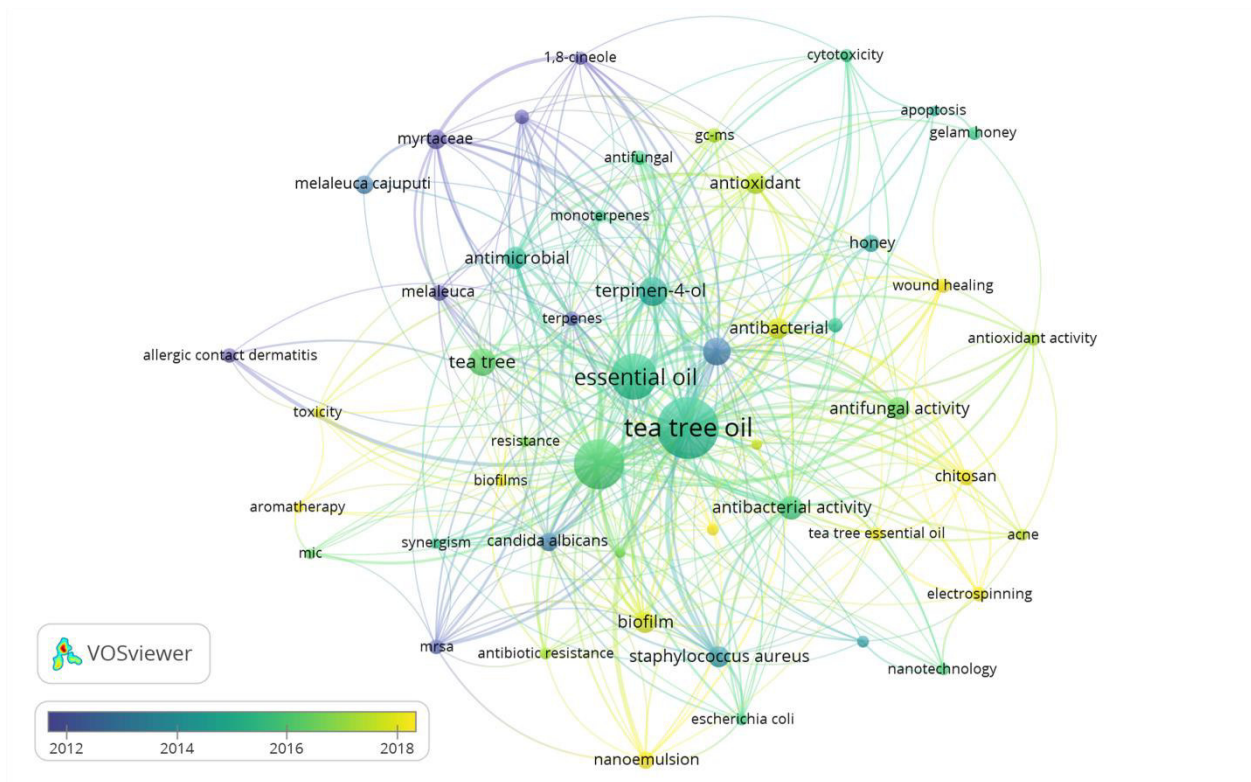 1,8-cineole
cytotoxicity
apoptosis
gelam honey
myrtaceae
gc-ms
antifungal
melaleuca cajuputi
antioxidant
monoterpenes
honey
antimicrobial
wound healing
melaleuca
terpinen-4-ol
terpenes
antibacterial
antioxidant activity
allergic contact dermatitis
tea tree
essential oil
toxicity
antifungal activity
tea tree oil
resistance
biofilms
chitosan
aromatherapy
antibacterial activity
tea tree essential oil
acne
mic
synergism
candida albicans
electrospinning
biofilm
mrsa
antibiotic resistance
staphylococcus aureus
nanotechnology
escherichia coli
nanoemulsion
VOSviewer
2012 2014 2016 2018